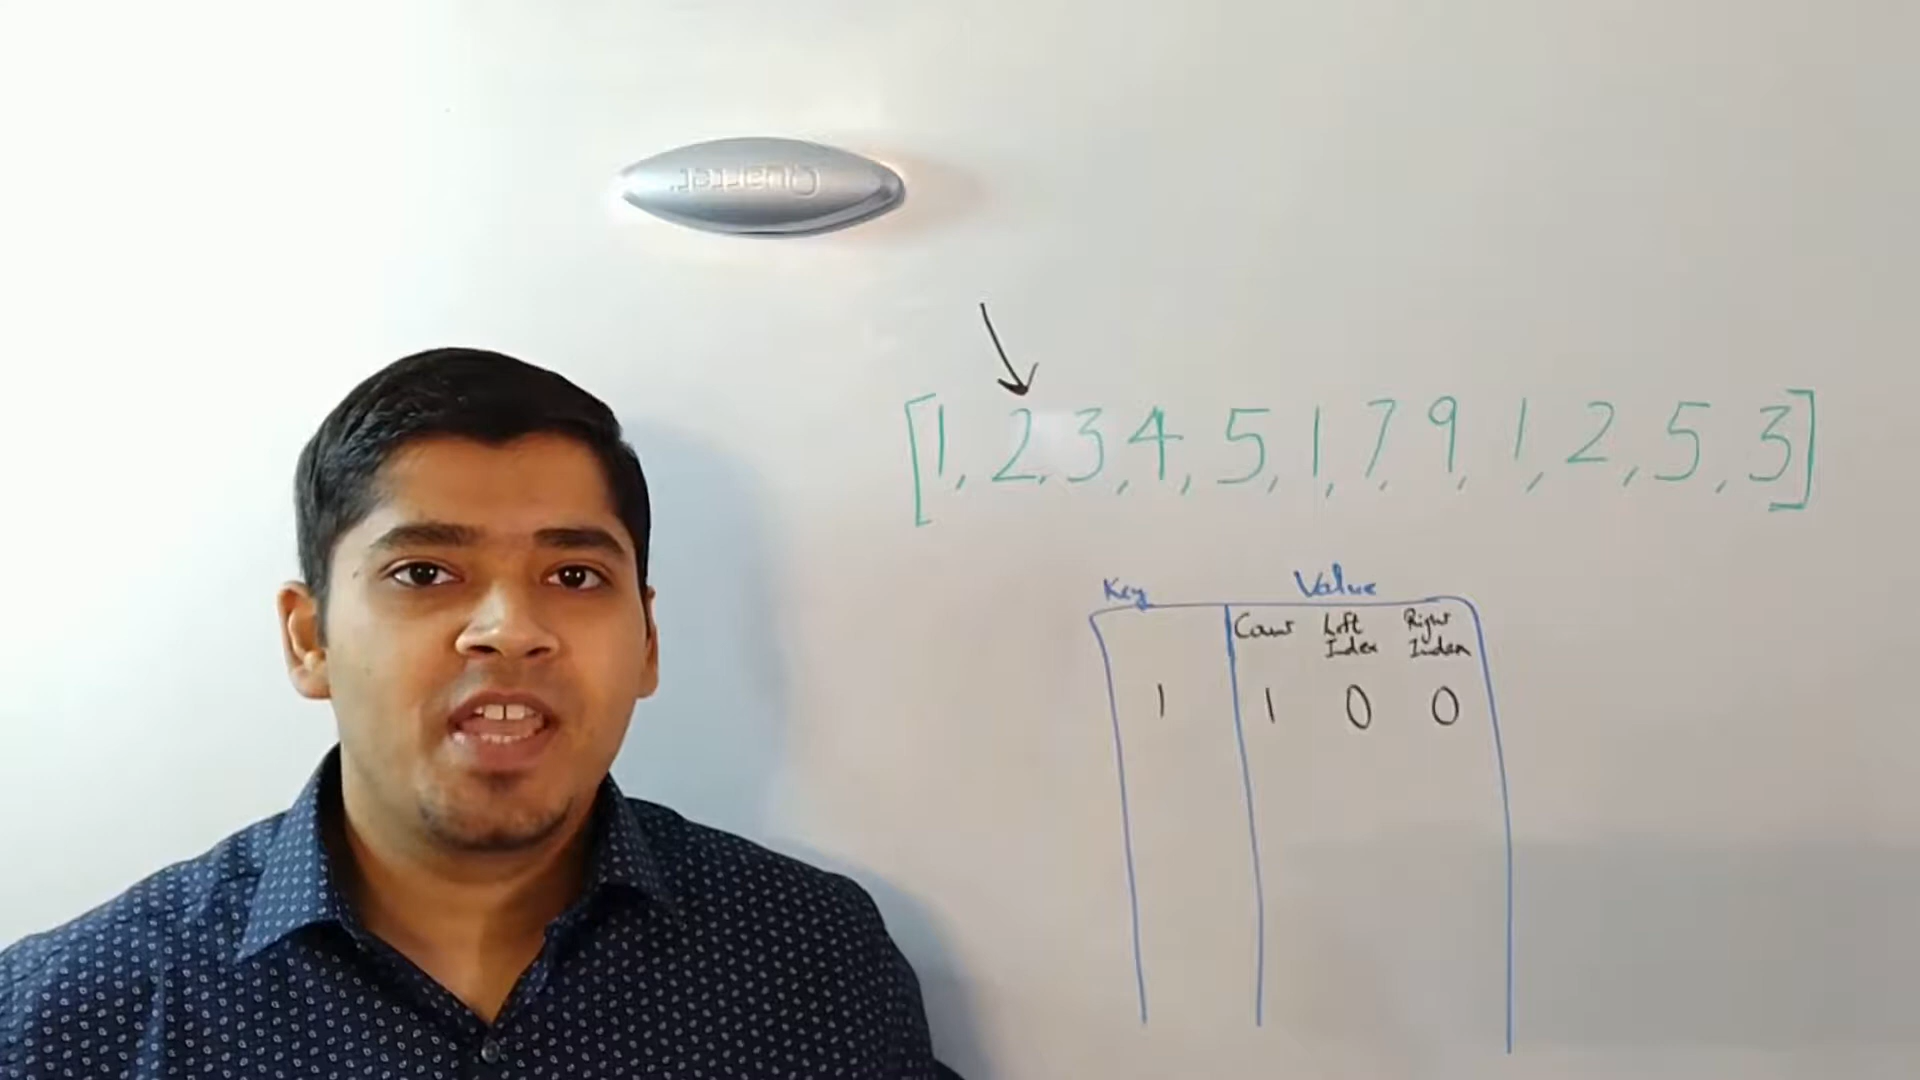 Quartet
[1, 2, 3, 4, 5, 1, 7, 9, 1, 2, 5, 3]
Key Value
Count Left Index Right Index
1 1 0 0